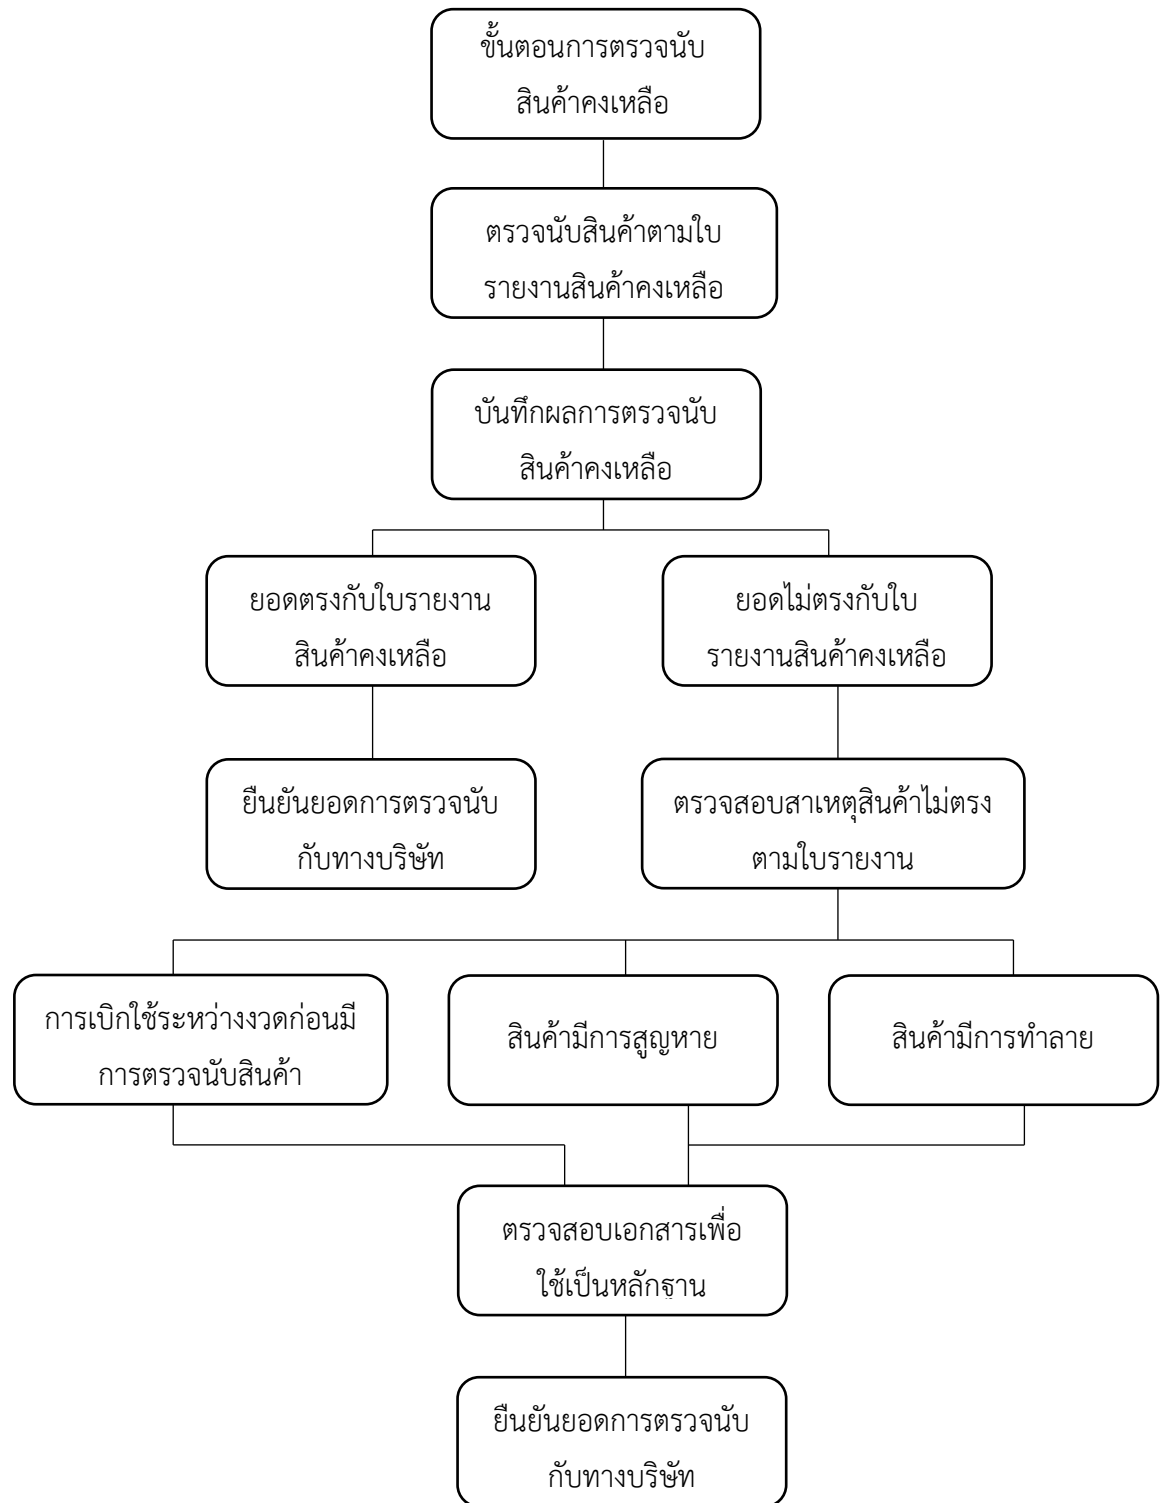 ขั้นตอนการตรวจนับ
สินค้าคงเหลือ
ตรวจนับสินค้าตามใบ
รายงานสินค้าคงเหลือ
บันทึกผลการตรวจนับ
สินค้าคงเหลือ
ยอดตรงกับใบรายงาน
สินค้าคงเหลือ
ยอดไม่ตรงกับใบ
รายงานสินค้าคงเหลือ
ยืนยันยอดการตรวจนับ
กับทางบริษัท
ตรวจสอบสาเหตุสินค้าไม่ตรง
ตามใบรายงาน
การเบิกใช้ระหว่างงวดก่อนมี
การตรวจนับสินค้า
สินค้ามีการสูญหาย
สินค้ามีการทำลาย
ตรวจสอบเอกสารเพื่อ
ใช้เป็นหลักฐาน
ยืนยันยอดการตรวจนับ
กับทางบริษัท